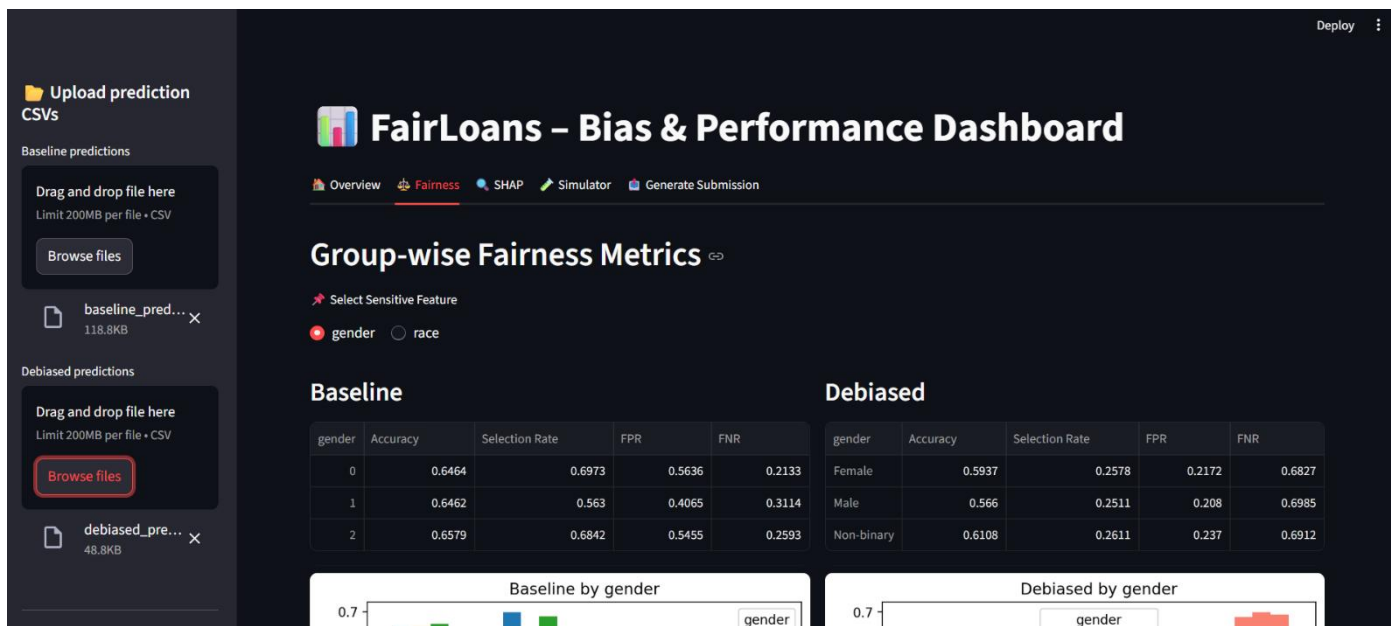 Deploy
Upload prediction
CSVs
Baseline predictions
Drag and drop file here
Limit 200MB per file • CSV
Browse files
baseline_pred...
118.8KB
Debiased predictions
Drag and drop file here
Limit 200MB per file • CSV
Browse files
debiased_pre...
48.8KB
FairLoans – Bias & Performance Dashboard
Overview Fairness SHAP Simulator Generate Submission
Group-wise Fairness Metrics
Select Sensitive Feature
gender race
Baseline
gender Accuracy Selection Rate FPR FNR
0 0.6464 0.6973 0.5636 0.2133
1 0.6462 0.563 0.4065 0.3114
2 0.6579 0.6842 0.5455 0.2593
Baseline by gender
0.7
gender
Debiased
gender Accuracy Selection Rate FPR FNR
Female 0.5937 0.2578 0.2172 0.6827
Male 0.566 0.2511 0.208 0.6985
Non-binary 0.6108 0.2611 0.237 0.6912
Debiased by gender
0.7
gender